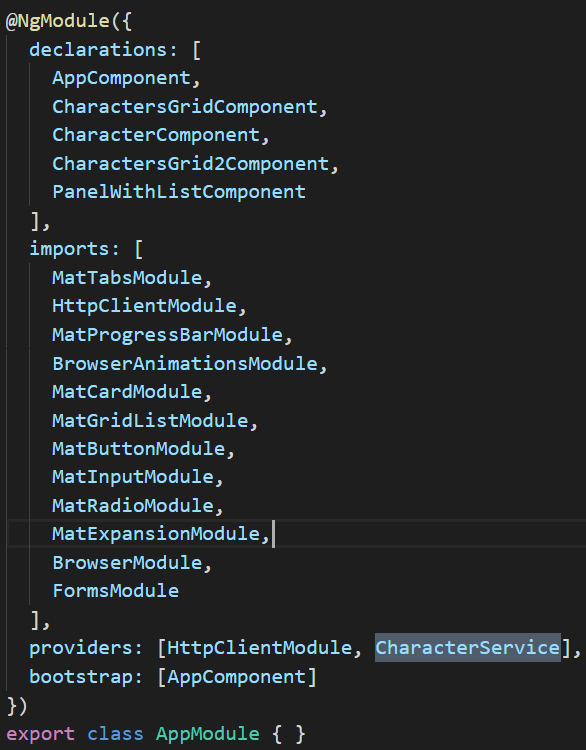 @NgModule({
  declarations: [
    AppComponent,
    CharactersGridComponent,
    CharacterComponent,
    CharactersGrid2Component,
    PanelWithListComponent
  ],
  imports: [
    MatTabsModule,
    HttpClientModule,
    MatProgressBarModule,
    BrowserAnimationsModule,
    MatCardModule,
    MatGridListModule,
    MatButtonModule,
    MatInputModule,
    MatRadioModule,
    MatExpansionModule,
    BrowserModule,
    FormsModule
  ],
  providers: [HttpClientModule, CharacterService],
  bootstrap: [AppComponent]
})
export class AppModule { }